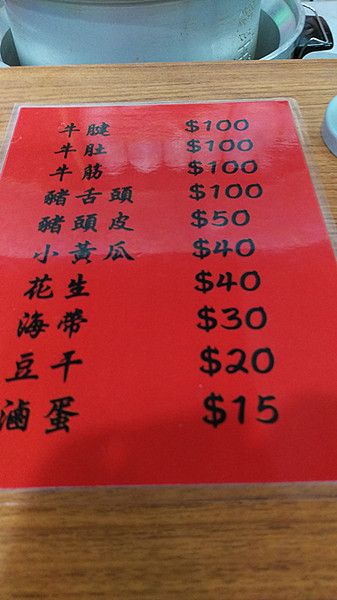 牛腱 $100
牛肚 $100
牛筋 $100
豬舌頭 $100
豬頭皮 $50
小黃瓜 $40
花生 $40
海帶 $30
豆干 $20
滷蛋 $15